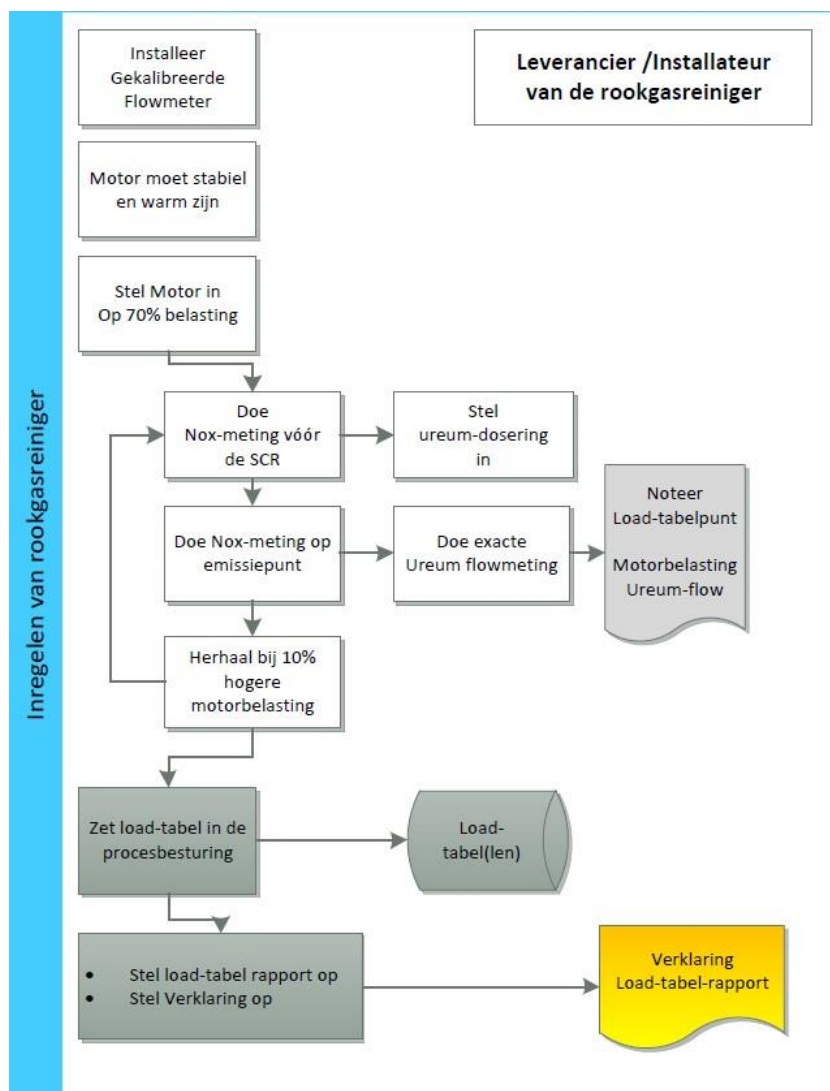 Inregelen van rookgasreiniger
Installeer
Gekalibreerde
Flowmeter
Leverancier /Installateur
van de rookgasreiniger
Motor moet stabiel
en warm zijn
Stel Motor in
Op 70% belasting
Doe
Nox-meting vóór
de SCR
Stel
ureum-dosering
in
Doe Nox-meting op
emissiepunt
Doe exacte
Ureum flowmeting
Noteer
Load-tabelpunt
Motorbelasting
Ureum-flow
Herhaal bij 10%
hogere
motorbelasting
Zet load-tabel in de
procesbesturing
Load-
tabel(len)
• Stel load-tabel rapport op
• Stel Verklaring op
Verklaring
Load-tabel-rapport